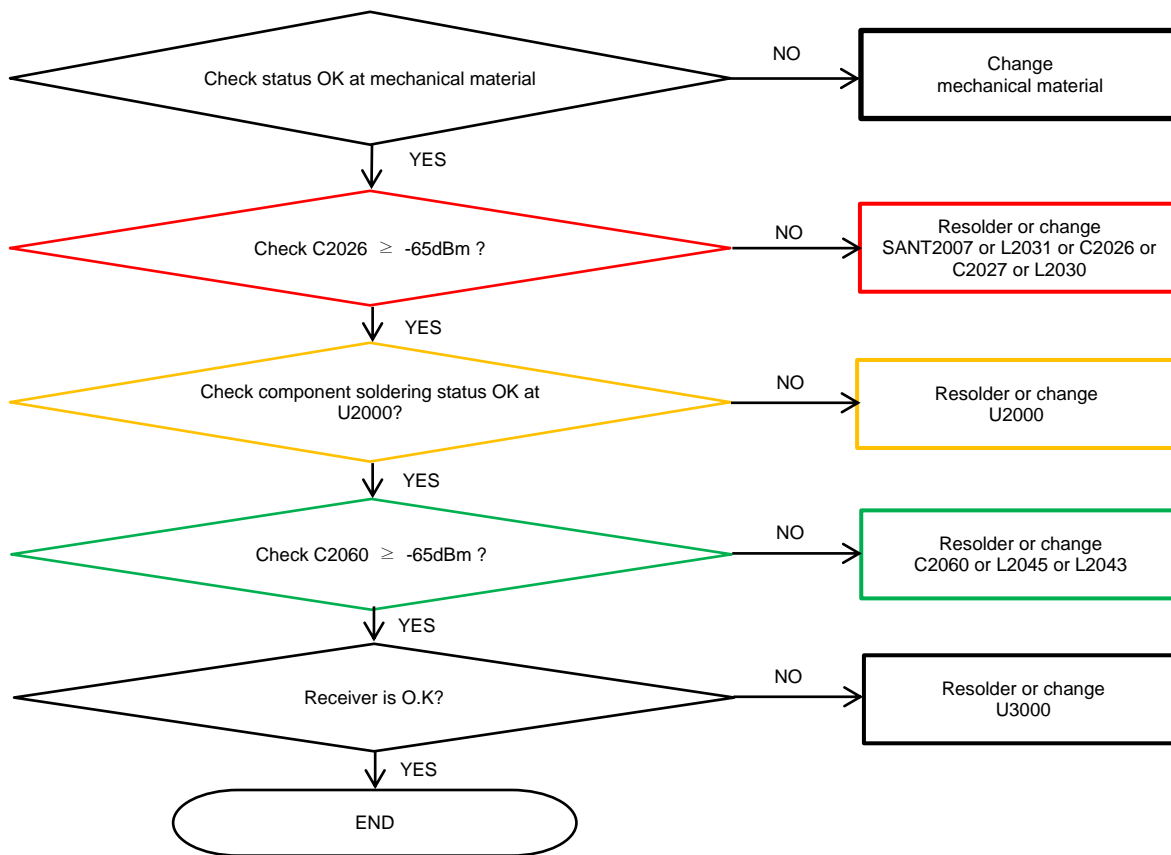 Check status OK at mechanical material
NO
Change
mechanical material
YES
Check C2026 ≥ -65dBm ?
NO
Resolder or change
SANT2007 or L2031 or C2026 or
C2027 or L2030
YES
Check component soldering status OK at
U2000?
NO
Resolder or change
U2000
YES
Check C2060 ≥ -65dBm ?
NO
Resolder or change
C2060 or L2045 or L2043
YES
Receiver is O.K?
NO
Resolder or change
U3000
YES
END